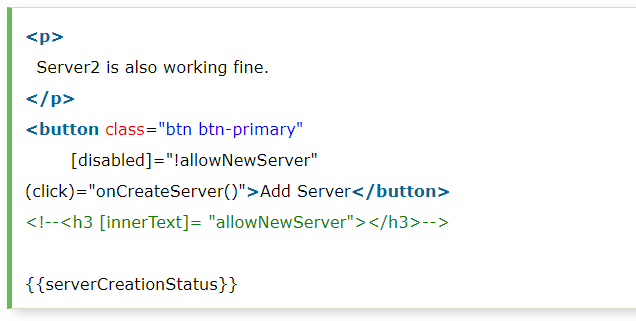 <p>
Server2 is also working fine.
</p>
<button class="btn btn-primary"
[disabled]="!allowNewServer"
(click)="onCreateServer()">Add Server</button>
<!--<h3 [innerText]= "allowNewServer"></h3>-->
{{serverCreationStatus}}